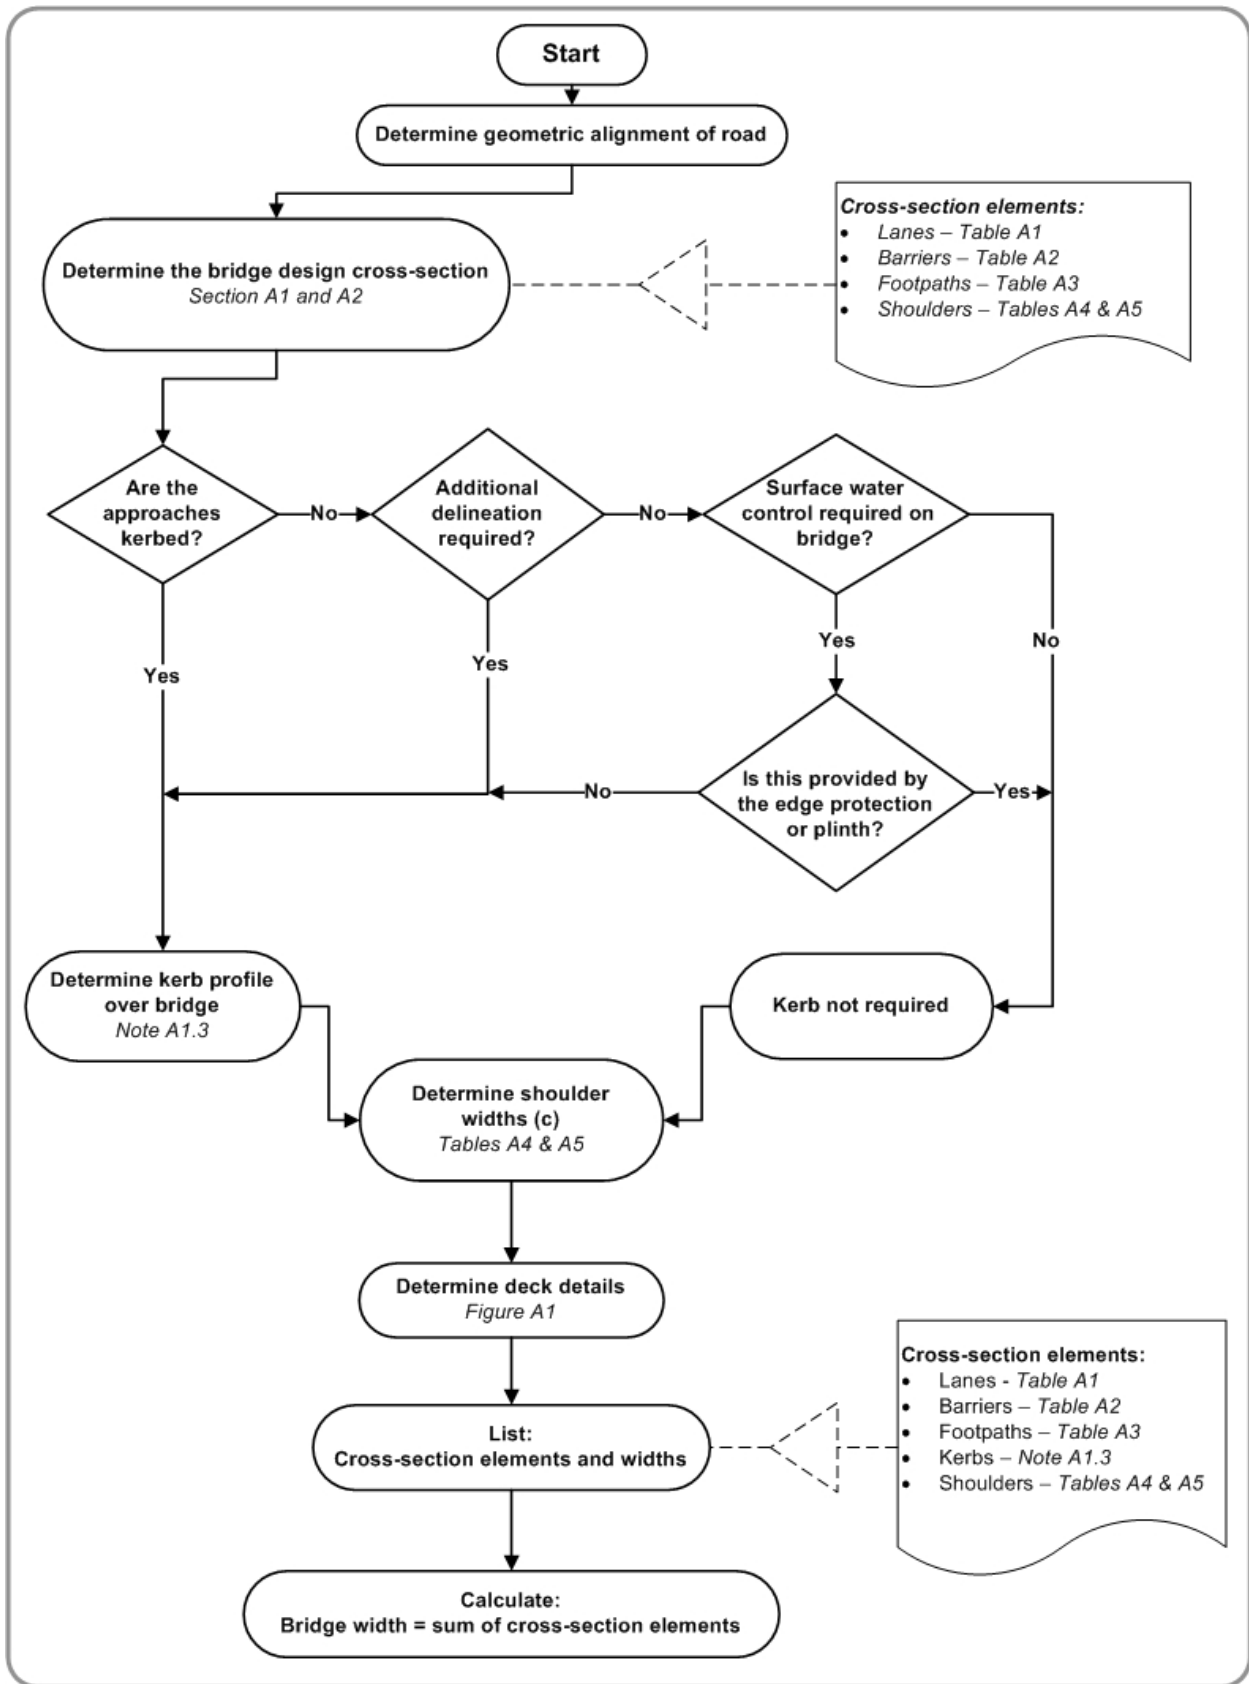 Start
Determine geometric alignment of road
Determine the bridge design cross-section
Section A1 and A2
Cross-section elements:
• Lanes – Table A1
• Barriers – Table A2
• Footpaths – Table A3
• Shoulders – Tables A4 & A5
Are the
approaches
kerbed?
No
Additional
delineation
required?
No
Surface water
control required on
bridge?
Yes
Yes
Yes
No
Is this provided by
the edge protection
or plinth?
No
Yes
Determine kerb profile
over bridge
Note A1.3
Kerb not required
Determine shoulder
widths (c)
Tables A4 & A5
Determine deck details
Figure A1
List:
Cross-section elements and widths
Cross-section elements:
• Lanes - Table A1
• Barriers – Table A2
• Footpaths – Table A3
• Kerbs – Note A1.3
• Shoulders – Tables A4 & A5
Calculate:
Bridge width = sum of cross-section elements